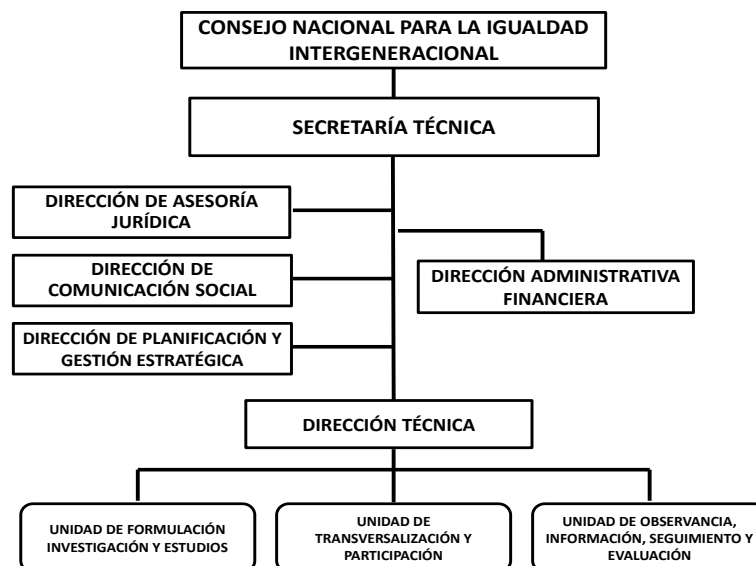 CONSEJO NACIONAL PARA LA IGUALDAD
INTERGENERACIONAL
SECRETARÍA TÉCNICA
DIRECCIÓN DE ASESORÍA
JURÍDICA
DIRECCIÓN DE
COMUNICACIÓN SOCIAL
DIRECCIÓN ADMINISTRATIVA
FINANCIERA
DIRECCIÓN DE PLANIFICACIÓN Y
GESTIÓN ESTRATÉGICA
DIRECCIÓN TÉCNICA
UNIDAD DE FORMULACIÓN
INVESTIGACIÓN Y ESTUDIOS
UNIDAD DE
TRANSVERSALIZACIÓN Y
PARTICIPACIÓN
UNIDAD DE OBSERVANCIA,
INFORMACIÓN, SEGUIMIENTO Y
EVALUACIÓN